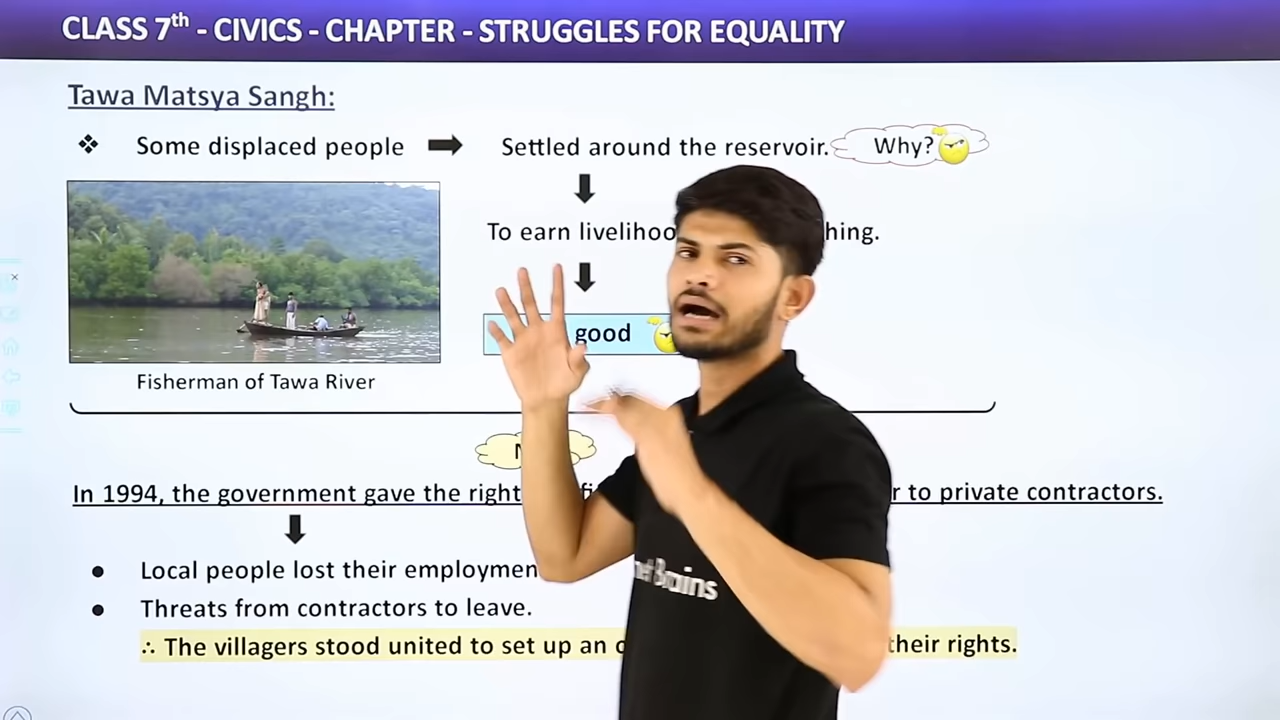 CLASS 7th - CIVICS - CHAPTER - STRUGGLES FOR EQUALITY
Tawa Matsya Sangh:
❖ Some displaced people ➡ Settled around the reservoir. Why?
To earn hing.
good
Fisherman of Tawa River
In 1994, the government gave the right to private contractors.
● Local people lost their
● Threats from contractors to leave.
∴ The villagers stood united to set up an their rights.
Brains